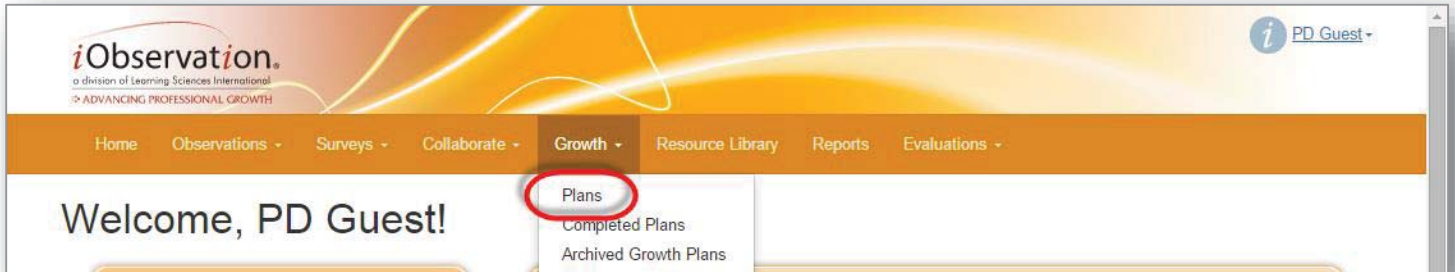 iObservation.
a division of Learning Sciences International
ADVANCING PROFESSIONAL GROWTH
i PD Guest
Home Observations Surveys Collaborate Growth Resource Library Reports Evaluations
Plans
Completed Plans
Archived Growth Plans
Welcome, PD Guest!